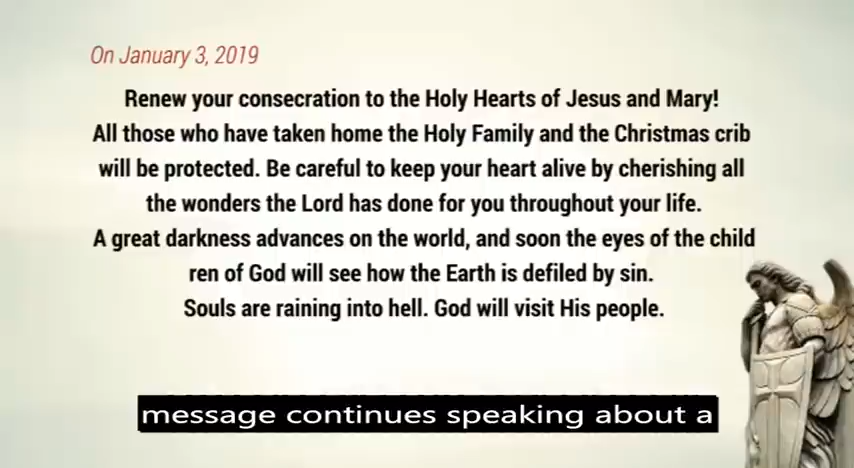 On January 3, 2019
Renew your consecration to the Holy Hearts of Jesus and Mary!
All those who have taken home the Holy Family and the Christmas crib
will be protected. Be careful to keep your heart alive by cherishing all
the wonders the Lord has done for you throughout your life.
A great darkness advances on the world, and soon the eyes of the child
ren of God will see how the Earth is defiled by sin.
Souls are raining into hell. God will visit His people.
message continues speaking about a